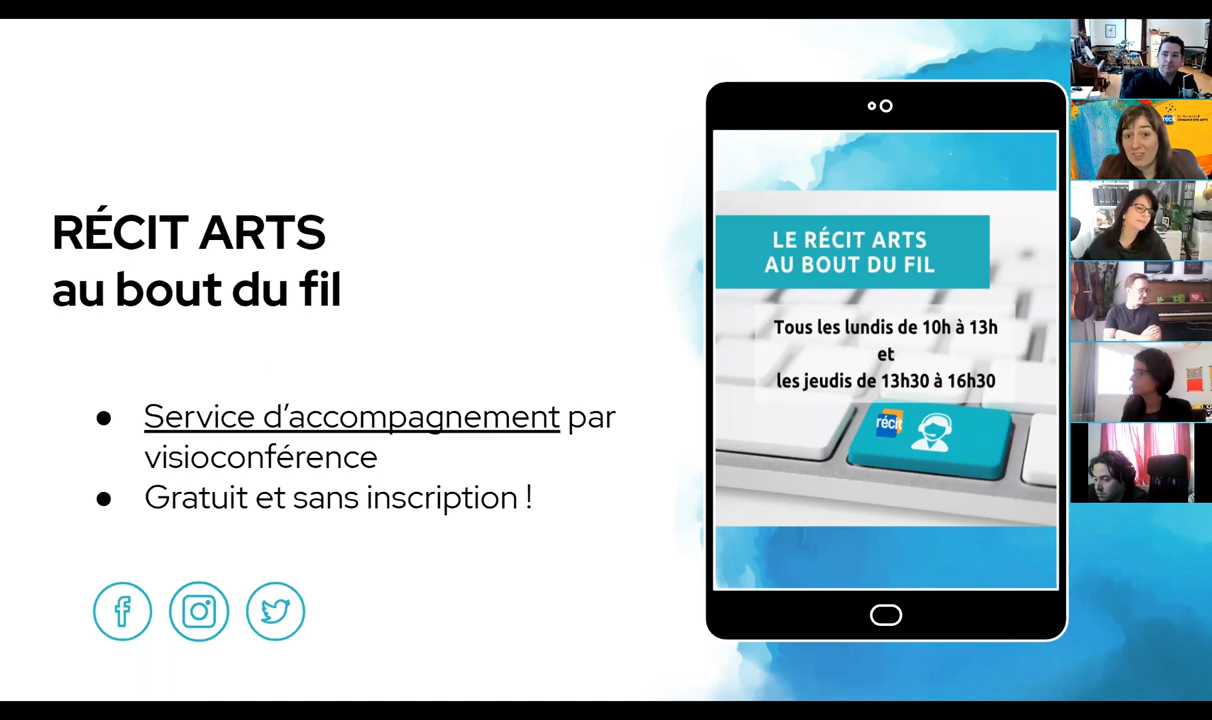 RÉCIT ARTS
au bout du fil
● Service d’accompagnement par
visioconférence
● Gratuit et sans inscription !
LE RÉCIT ARTS
AU BOUT DU FIL
Tous les lundis de 10h à 13h
et
les jeudis de 13h30 à 16h30
récit
récit